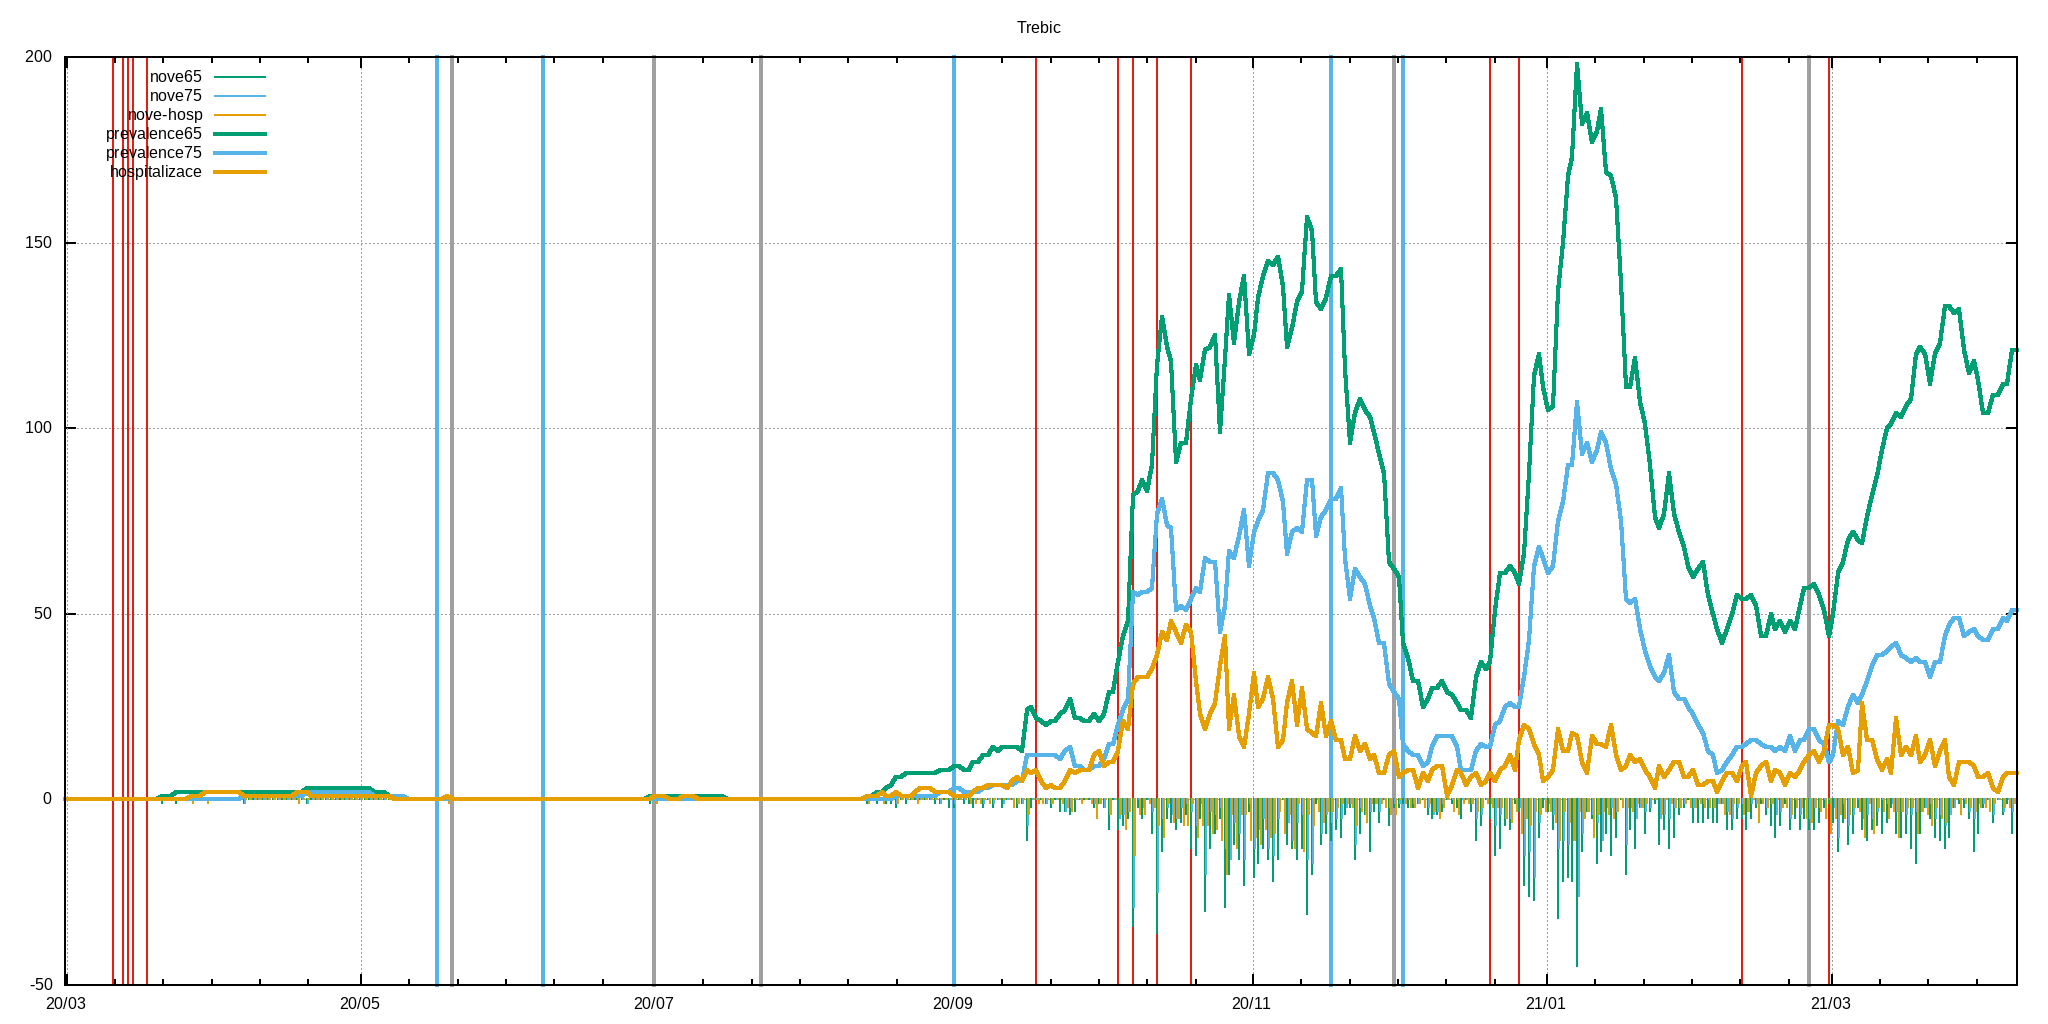 Trebic
200
nove65
nove75
nove-hosp
prevalence65
prevalence75
hospitalizace
150
100
50
0
-50
20/03 20/05 20/07 20/09 20/11 21/01 21/03